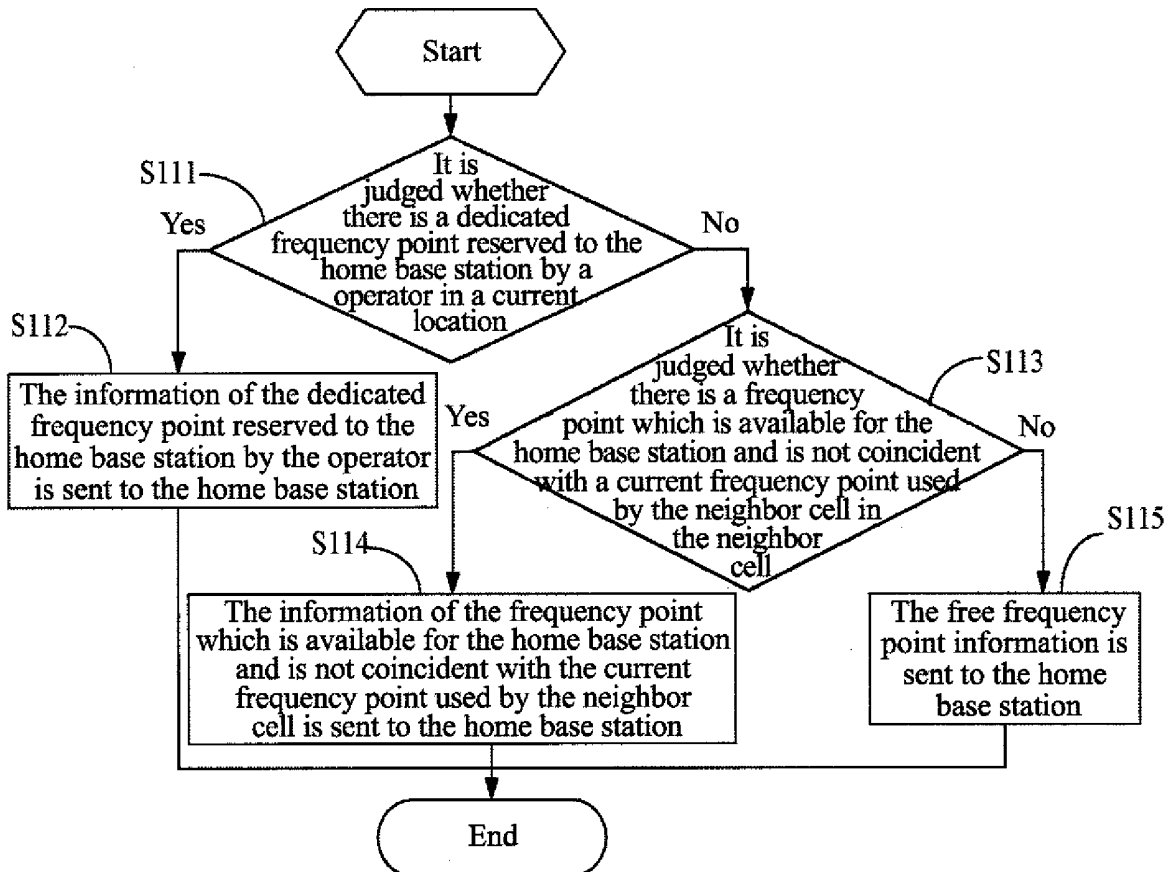 Start
S111
It is
judged whether
there is a dedicated
frequency point reserved to the
home base station by a
operator in a current
location
Yes
No
S112
The information of the dedicated
frequency point reserved to the
home base station by the operator
is sent to the home base station
S113
It is
judged whether
there is a frequency
point which is available for the
home base station and is not coincident
with a current frequency point used
by the neighbor cell in
the neighbor
cell
Yes
No
S114
The information of the frequency point
which is available for the home base station
and is not coincident with the current
frequency point used by the neighbor
cell is sent to the home base station
S115
The free frequency
point information is
sent to the home
base station
End